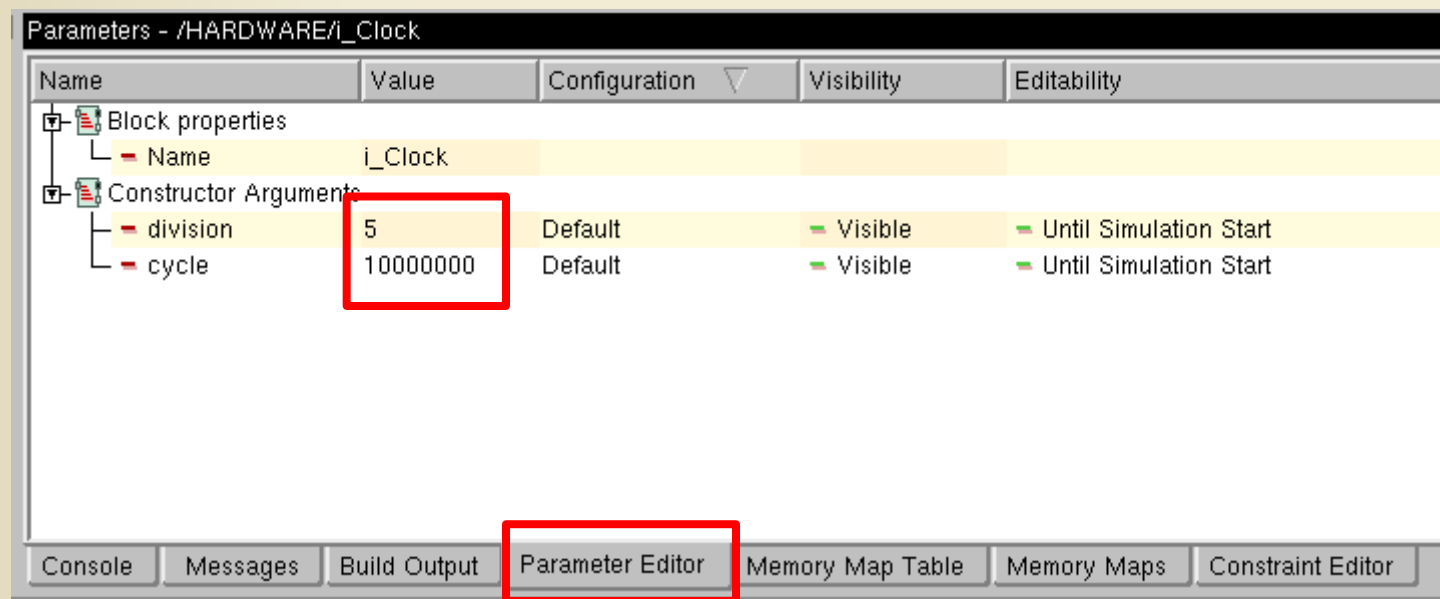 Parameters - /HARDWARE/i_Clock
Name Value Configuration Visibility Editability
Block properties
Name i_Clock
Constructor Arguments
division 5 Default Visible Until Simulation Start
cycle 10000000 Default Visible Until Simulation Start
Console Messages Build Output Parameter Editor Memory Map Table Memory Maps Constraint Editor